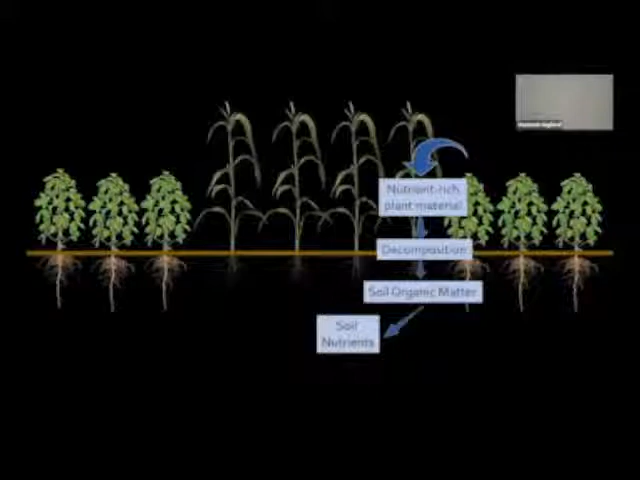 Nutrient-rich
plant material
Decomposition
Soil Organic Matter
Soil
Nutrients